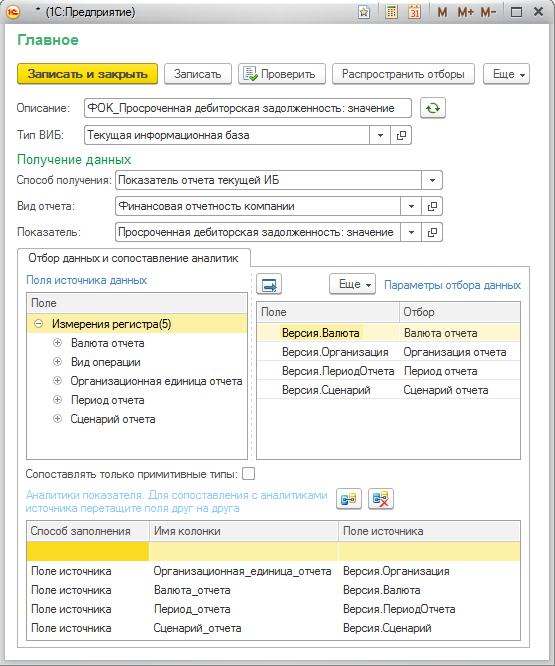 * (1С:Предприятие)
31 M M+ M-
Главное
Записать и закрыть Записать Проверить Распространить отборы Еще
Описание: ФОК_Просроченная дебиторская задолженность: значение
Тип ВИБ: Текущая информационная база
Получение данных
Способ получения: Показатель отчета текущей ИБ
Вид отчета: Финансовая отчетность компании
Показатель: Просроченная дебиторская задолженность: значение
Отбор данных и сопоставление аналитик
Поля источника данных Еще Параметры отбора данных
Поле Поле Отбор
Измерения регистра(5) Версия.Валюта Валюта отчета
Валюта отчета Версия.Организация Организация отчета
Вид операции Версия.ПериодОтчета Период отчета
Организационная единица отчета Версия.Сценарий Сценарий отчета
Период отчета
Сценарий отчета
Сопоставлять только примитивные типы:
Аналитики показателя. Для сопоставления с аналитиками
источника перетащите поля друг на друга
Способ заполнения Имя колонки Поле источника
Поле источника Организационная_единица_отчета Версия.Организация
Поле источника Валюта_отчета Версия.Валюта
Поле источника Период_отчета Версия.ПериодОтчета
Поле источника Сценарий_отчета Версия.Сценарий